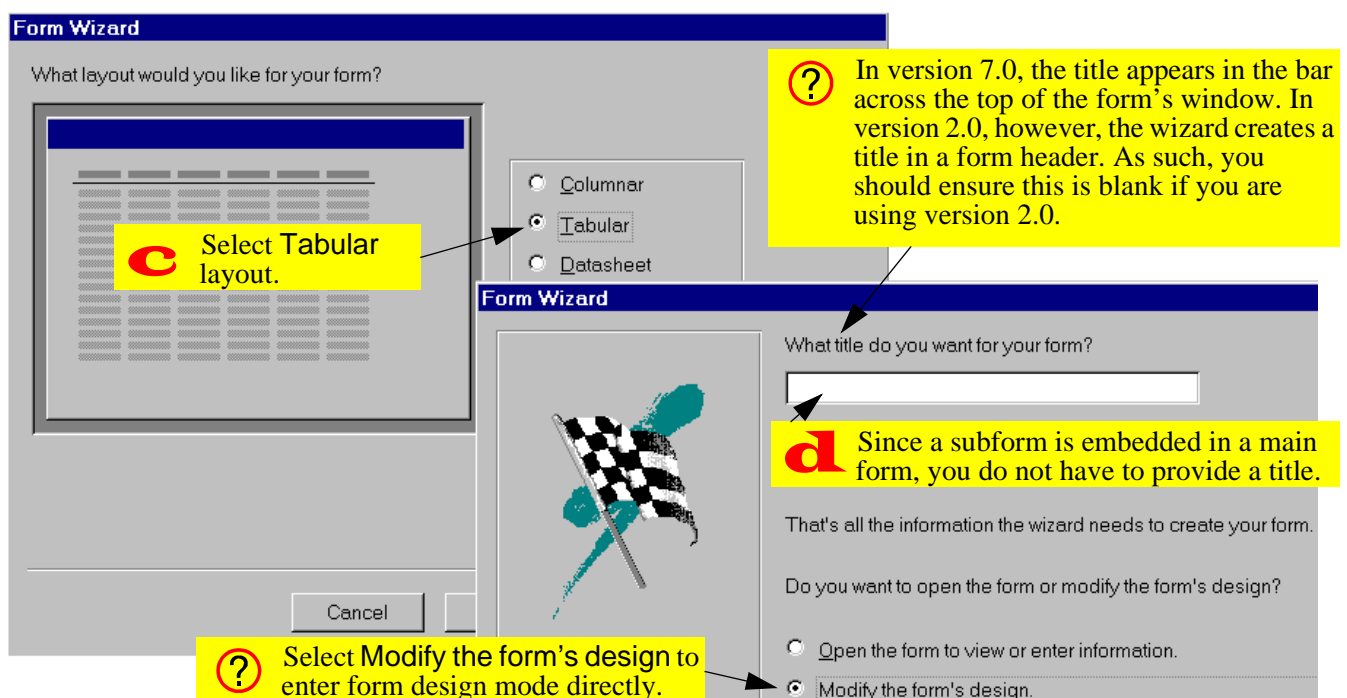 Form Wizard
What layout would you like for your form?
Columnar
Tabular
Datasheet
c Select Tabular
layout.
Cancel
? In version 7.0, the title appears in the bar
across the top of the form’s window. In
version 2.0, however, the wizard creates a
title in a form header. As such, you
should ensure this is blank if you are
using version 2.0.
Form Wizard
What title do you want for your form?
d Since a subform is embedded in a main
form, you do not have to provide a title.
That's all the information the wizard needs to create your form.
Do you want to open the form or modify the form's design?
Open the form to view or enter information.
Modify the form's design.
? Select Modify the form’s design to
enter form design mode directly.